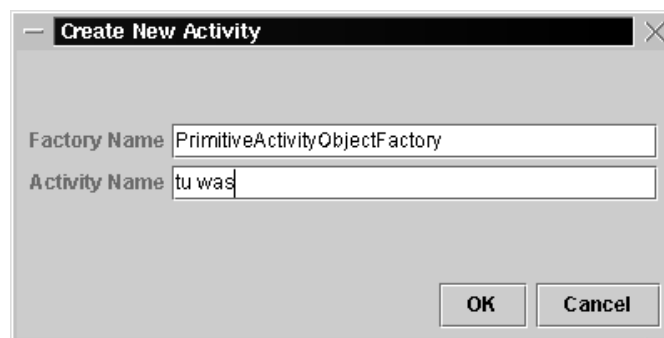 Create New Activity
Factory Name PrimitiveActivityObjectFactory
Activity Name tu was
OK Cancel